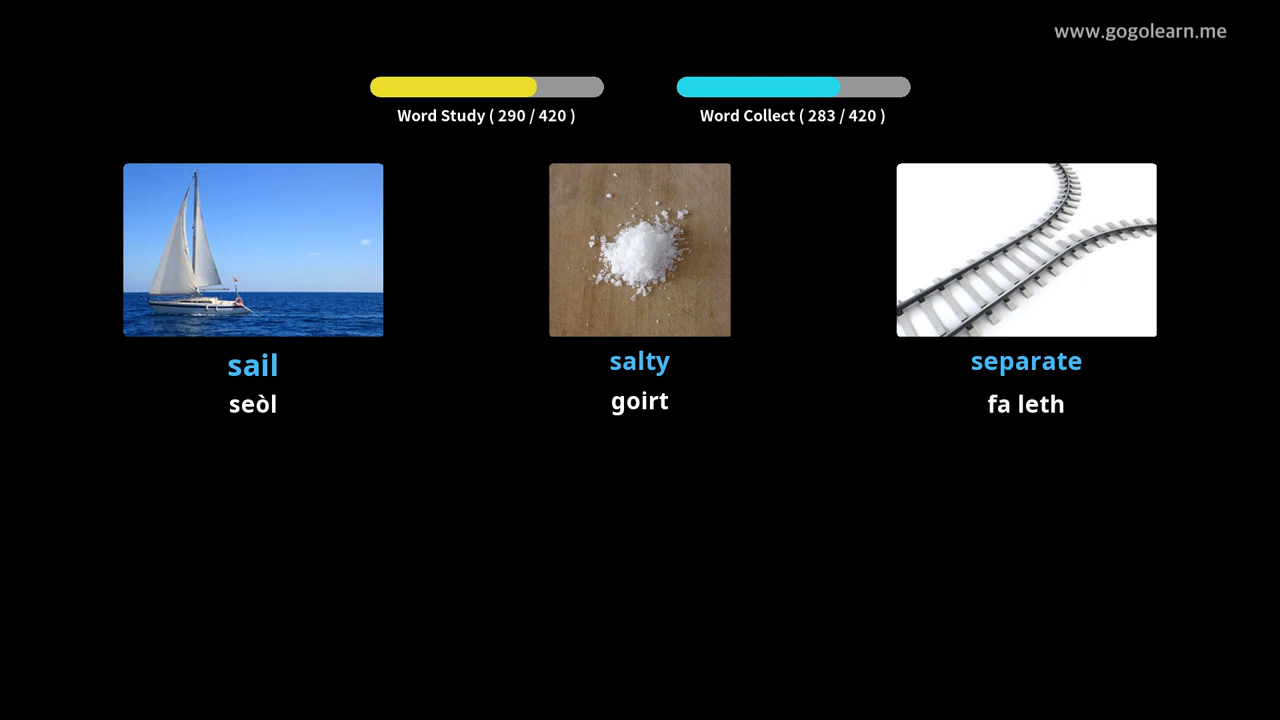 www.gogolearn.me
Word Study ( 290 / 420 )
Word Collect ( 283 / 420 )
sail
seòl
salty
goirt
separate
fa leth